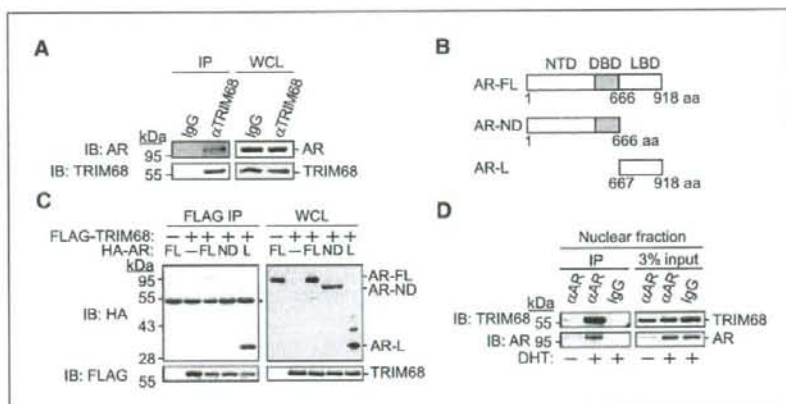 A
IP WCL
IgG αTRIM68 IgG αTRIM68
kDa
IB: AR 95 AR
IB: TRIM68 55 TRIM68
B
NTD DBD LBD
AR-FL
1 666 918 aa
AR-ND
1 666 aa
AR-L
667 918 aa
C
FLAG IP WCL
FLAG-TRIM68: − + + + + − + + + +
HA-AR: FL — FL ND L FL — FL ND L
kDa
95 AR-FL
AR-ND
55
IB: HA
43
AR-L
28
IB: FLAG 55 TRIM68
D
Nuclear fraction
IP 3% input
αAR αAR IgG αAR αAR IgG
kDa
IB: TRIM68 55 TRIM68
IB: AR 95 AR
DHT: − + + − + +